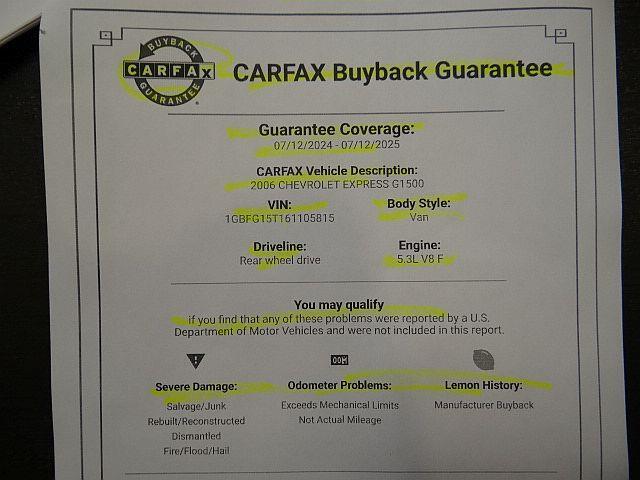 BUYBACK
CARFAX
GUARANTEE
CARFAX Buyback Guarantee
Guarantee Coverage:
07/12/2024 - 07/12/2025
CARFAX Vehicle Description:
2006 CHEVROLET EXPRESS G1500
VIN: Body Style:
1GBFG15T161105815 Van
Driveline: Engine:
Rear wheel drive 5.3L V8 F
You may qualify
if you find that any of these problems were reported by a U.S.
Department of Motor Vehicles and were not included in this report.
Severe Damage: Odometer Problems: Lemon History:
Salvage/Junk Exceeds Mechanical Limits Manufacturer Buyback
Rebuilt/Reconstructed Not Actual Mileage
Dismantled
Fire/Flood/Hail